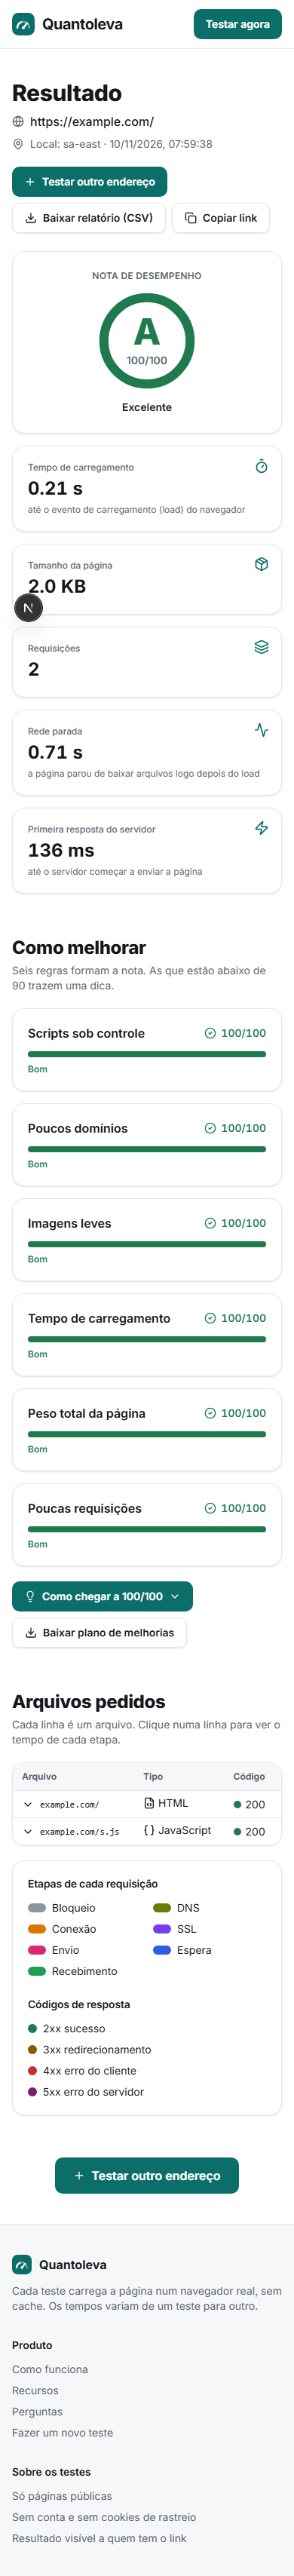 Quantoleva
Testar agora
Resultado
https://example.com/
Local: sa-east · 10/11/2026, 07:59:38
Testar outro endereço
Baixar relatório (CSV)
Copiar link
NOTA DE DESEMPENHO
A
100/100
Excelente
Tempo de carregamento
0.21 s
até o evento de carregamento (load) do navegador
Tamanho da página
2.0 KB
N
Requisições
2
Rede parada
0.71 s
a página parou de baixar arquivos logo depois do load
Primeira resposta do servidor
136 ms
até o servidor começar a enviar a página
Como melhorar
Seis regras formam a nota. As que estão abaixo de
90 trazem uma dica.
Scripts sob controle
100/100
Bom
Poucos domínios
100/100
Bom
Imagens leves
100/100
Bom
Tempo de carregamento
100/100
Bom
Peso total da página
100/100
Bom
Poucas requisições
100/100
Bom
Como chegar a 100/100
Baixar plano de melhorias
Arquivos pedidos
Cada linha é um arquivo. Clique numa linha para ver o
tempo de cada etapa.
Arquivo Tipo Código
example.com/ HTML 200
example.com/s.js JavaScript 200
Etapas de cada requisição
Bloqueio DNS
Conexão SSL
Envio Espera
Recebimento
Códigos de resposta
2xx sucesso
3xx redirecionamento
4xx erro do cliente
5xx erro do servidor
Testar outro endereço
Quantoleva
Cada teste carrega a página num navegador real, sem
cache. Os tempos variam de um teste para outro.
Produto
Como funciona
Recursos
Perguntas
Fazer um novo teste
Sobre os testes
Só páginas públicas
Sem conta e sem cookies de rastreio
Resultado visível a quem tem o link